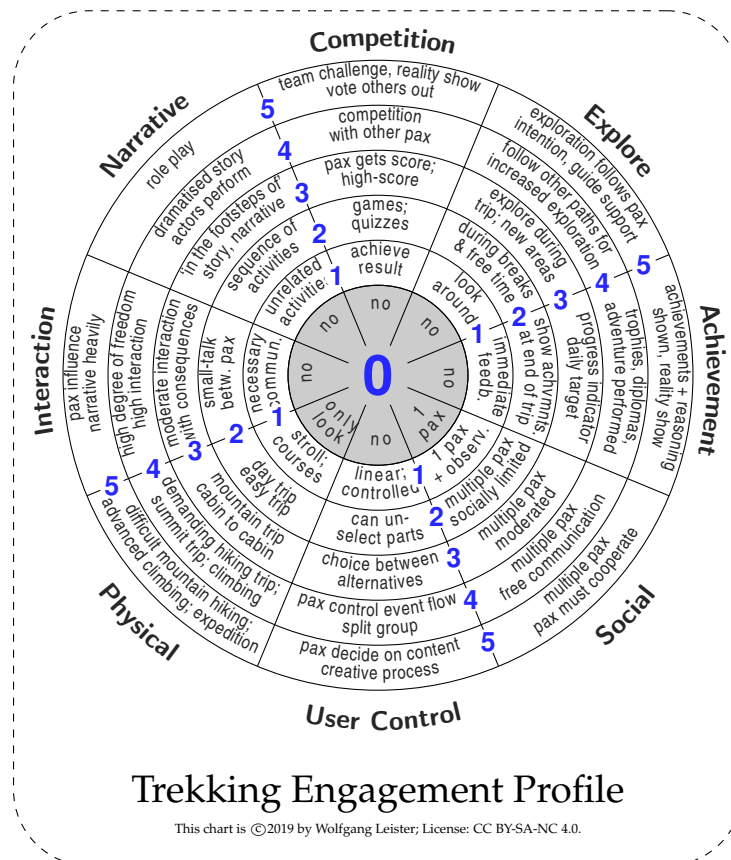 Competition
team challenge, reality show
vote others out
competition
with other pax
pax gets score;
high-score
games;
quizzes
achieve
result
no
Explore
exploration follows pax
intention, guide support
follow other paths for
increased exploration
explore during
trip; new areas
during breaks
& free time
look
around
no
Achievement
achievements + reasoning
shown, reality show
trophies, diplomas,
adventure performed
progress indicator
daily target
show achvmts.
at end of trip
immediate
feedb.
no
Social
multiple pax
pax must cooperate
multiple pax
free communication
multiple pax
moderated
multiple pax
socially limited
1 pax
+ observ.
1
pax
User Control
pax decide on content
creative process
pax control event flow
split group
choice between
alternatives
can un-
select parts
linear;
controlled
no
Physical
difficult mountain hiking;
advanced climbing; expedition
demanding hiking trip;
summit trip; climbing
mountain trip
cabin to cabin
day trip
easy trip
stroll;
courses
only
look
Interaction
pax influence
narrative heavily
high degree of freedom
high interaction
moderate interaction
with consequences
small-talk
betw. pax
necessary
commun.
no
Narrative
role play
dramatised story
actors perform
in the footsteps of
story, narrative
sequence of
activities
unrelated
activities
no
5
4
3
2
1
5
4
3
2
1
0
1
2
3
4
5
1
2
3
4
5
Trekking Engagement Profile
This chart is ©2019 by Wolfgang Leister; License: CC BY-SA-NC 4.0.